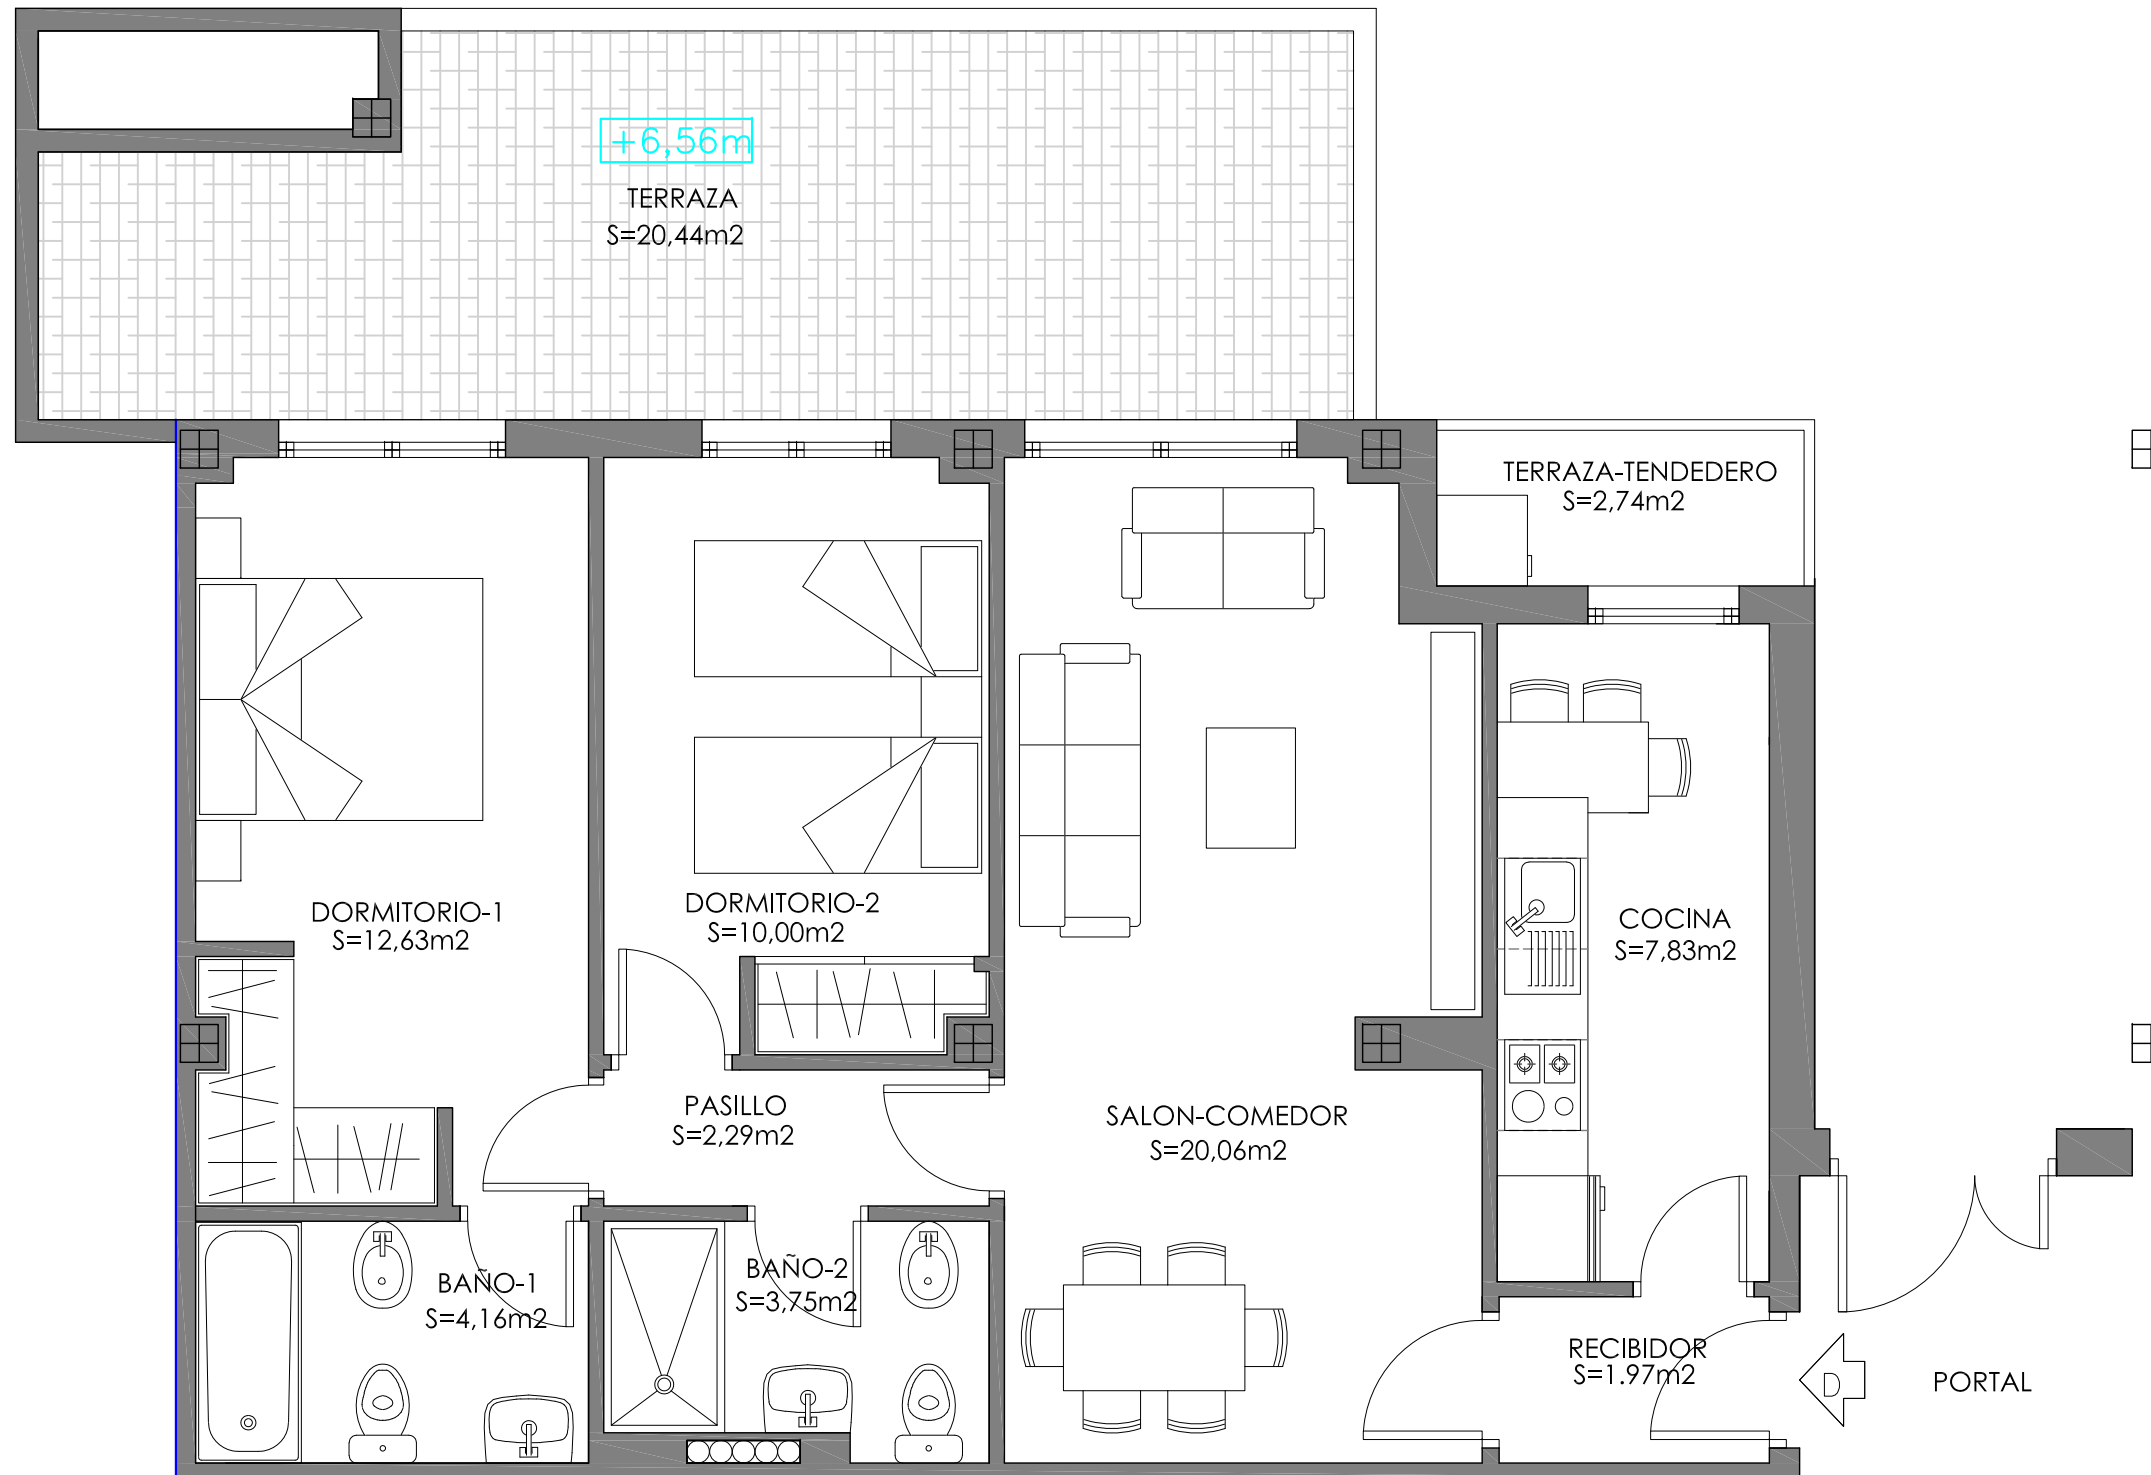 +6,56m
TERRAZA
S=20,44m2
TERRAZA-TENDEDERO
S=2,74m2
DORMITORIO-1
S=12,63m2
DORMITORIO-2
S=10,00m2
COCINA
S=7,83m2
PASILLO
S=2,29m2
SALON-COMEDOR
S=20,06m2
BAÑO-1
S=4,16m2
BAÑO-2
S=3,75m2
RECIBIDOR
S=1.97m2
D
PORTAL